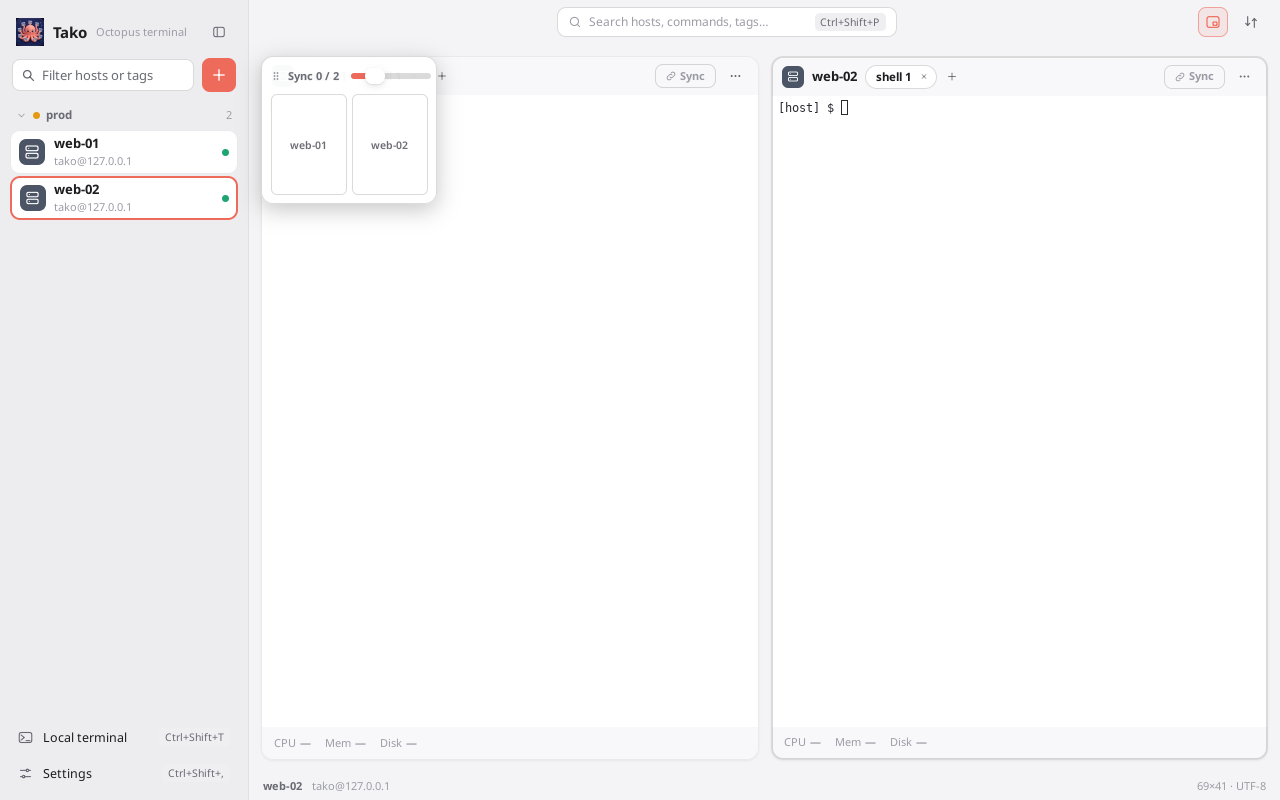 Tako Octopus terminal
Search hosts, commands, tags... Ctrl+Shift+P
Filter hosts or tags
prod 2
web-01
tako@127.0.0.1
web-02
tako@127.0.0.1
Local terminal Ctrl+Shift+T
Settings Ctrl+Shift+,
Sync 0 / 2
web-01 web-02
Sync
CPU — Mem — Disk —
web-02 shell 1 × + Sync
[host] $
CPU — Mem — Disk —
web-02 tako@127.0.0.1
69×41 · UTF-8